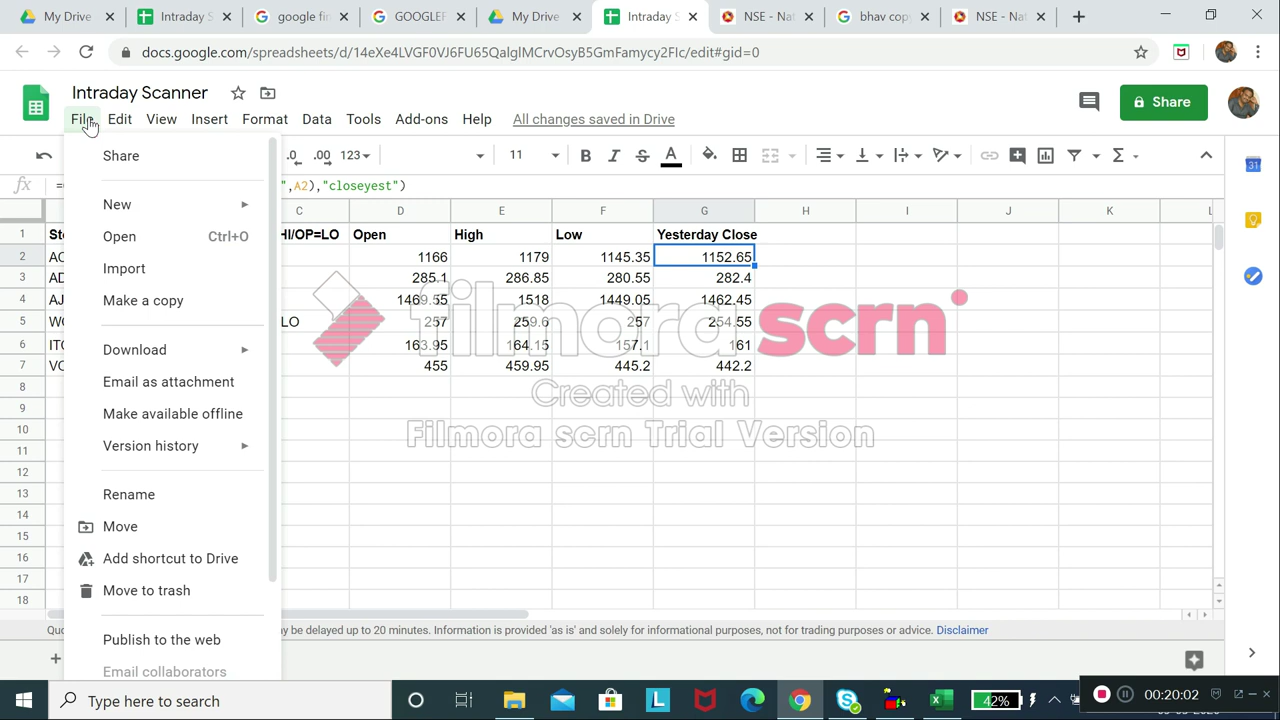 My Drive
Intraday S
google fin
GOOGLEF
My Drive
Intraday S
NSE - Nat
bhav copy
NSE - Nat
docs.google.com/spreadsheets/d/14eXe4LVGF0VJ6FU65QaIglMCrvOsyB5GmFamycy2FIc/edit#gid=0
Intraday Scanner
File Edit View Insert Format Data Tools Add-ons Help All changes saved in Drive
Share
.0 .00 123 11 B I S A
fx = ",A2),"closeyest")
C D E F G H I J K L
1 Sto HI/OP=LO Open High Low Yesterday Close
2 AC 1166 1179 1145.35 1152.65
3 AD 285.1 286.85 280.55 282.4
4 AJ 1469.55 1518 1449.05 1462.45
5 WO LO 257 259.6 257 254.55
6 ITC 163.95 164.15 157.1 161
7 VO 455 459.95 445.2 442.2
8
9
10
11
12
13
14
15
16
17
18
Share
New
Open Ctrl+O
Import
Make a copy
Download
Email as attachment
Make available offline
Version history
Rename
Move
Add shortcut to Drive
Move to trash
Publish to the web
Email collaborators
filmora scrn
Created with
Filmora scrn Trial Version
Quo y be delayed up to 20 minutes. Information is provided 'as is' and solely for informational purposes, not for trading purposes or advice. Disclaimer
31
Type here to search
42%
00:20:02